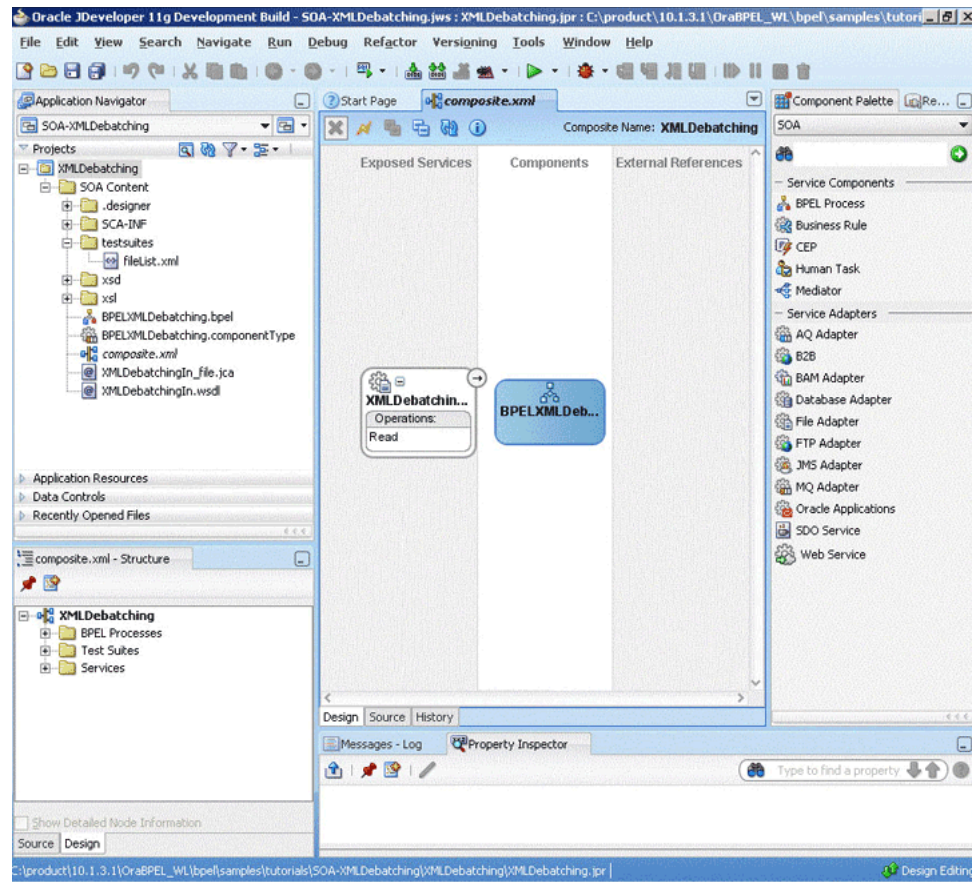 Oracle JDeveloper 11g Development Build - SOA-XMLDebatching.jws : XMLDebatching.jpr : C:\product\10.1.3.1\OraBPEL_WL\bpel\samples\tutori
File Edit View Search Navigate Run Debug Refactor Versioning Tools Window Help
Application Navigator
SOA-XMLDebatching
Projects
XMLDebatching
SOA Content
.designer
SCA-INF
testsuites
fileList.xml
xsd
xsl
BPELXMLDebatching.bpel
BPELXMLDebatching.componentType
composite.xml
XMLDebatchingIn_file.jca
XMLDebatchingIn.wsdl
Application Resources
Data Controls
Recently Opened Files
composite.xml - Structure
XMLDebatching
BPEL Processes
Test Suites
Services
Show Detailed Node Information
Source Design
Start Page composite.xml
Composite Name: XMLDebatching
Exposed Services Components External References
XMLDebatchin...
Operations:
Read
BPELXMLDeb...
Design Source History
Messages - Log Property Inspector
Type to find a property
Component Palette Re...
SOA
Service Components
BPEL Process
Business Rule
CEP
Human Task
Mediator
Service Adapters
AQ Adapter
B2B
BAM Adapter
Database Adapter
File Adapter
FTP Adapter
JMS Adapter
MQ Adapter
Oracle Applications
SDO Service
Web Service
C:\product\10.1.3.1\OraBPEL_WL\bpel\samples\tutorials\SOA-XMLDebatching\XMLDebatching\XMLDebatching.jpr
Design Editing